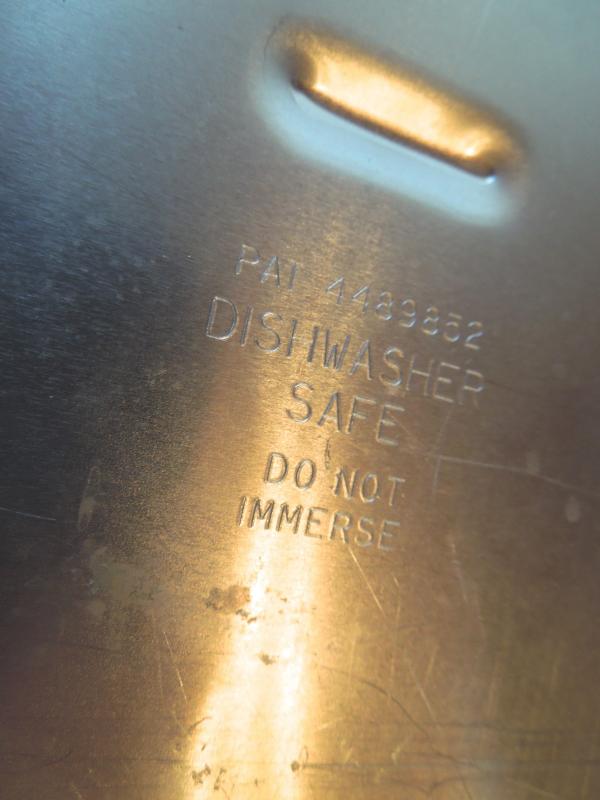 PAT 4489852
DISHWASHER
SAFE
DO NOT
IMMERSE